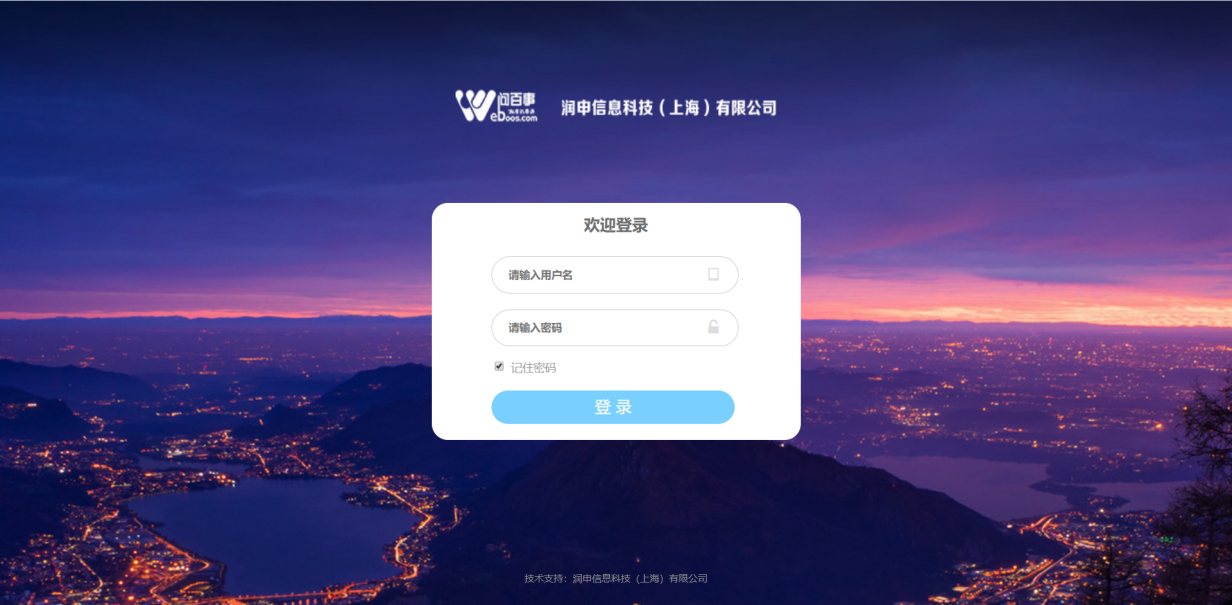 问百事
eboos.com
润申信息科技（上海）有限公司
欢迎登录
请输入用户名
请输入密码
记住密码
登 录
技术支持：润申信息科技（上海）有限公司